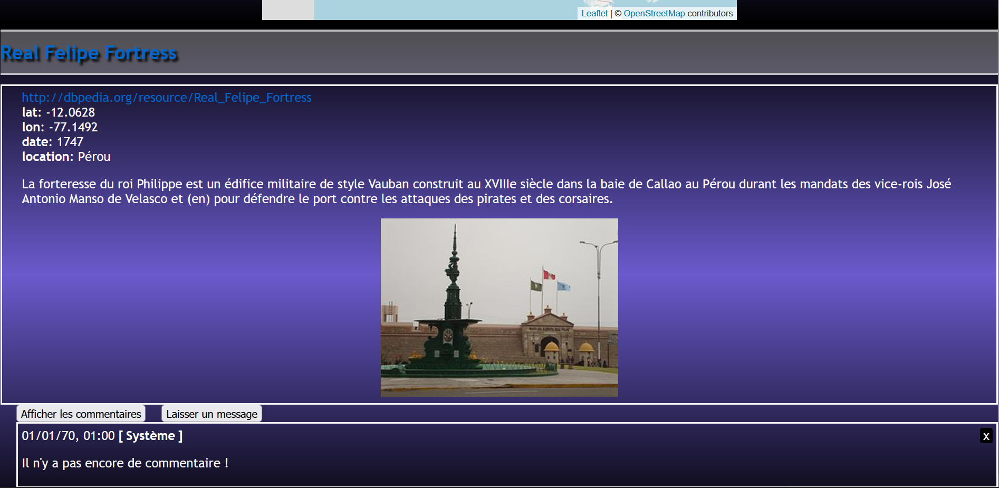 Leaflet | © OpenStreetMap contributors
Real Felipe Fortress
http://dbpedia.org/resource/Real_Felipe_Fortress
lat: -12.0628
lon: -77.1492
date: 1747
location: Pérou
La forteresse du roi Philippe est un édifice militaire de style Vauban construit au XVIIIe siècle dans la baie de Callao au Pérou durant les mandats des vice-rois José
Antonio Manso de Velasco et (en) pour défendre le port contre les attaques des pirates et des corsaires.
Afficher les commentaires Laisser un message
01/01/70, 01:00 [ Système ] x
Il n'y a pas encore de commentaire !